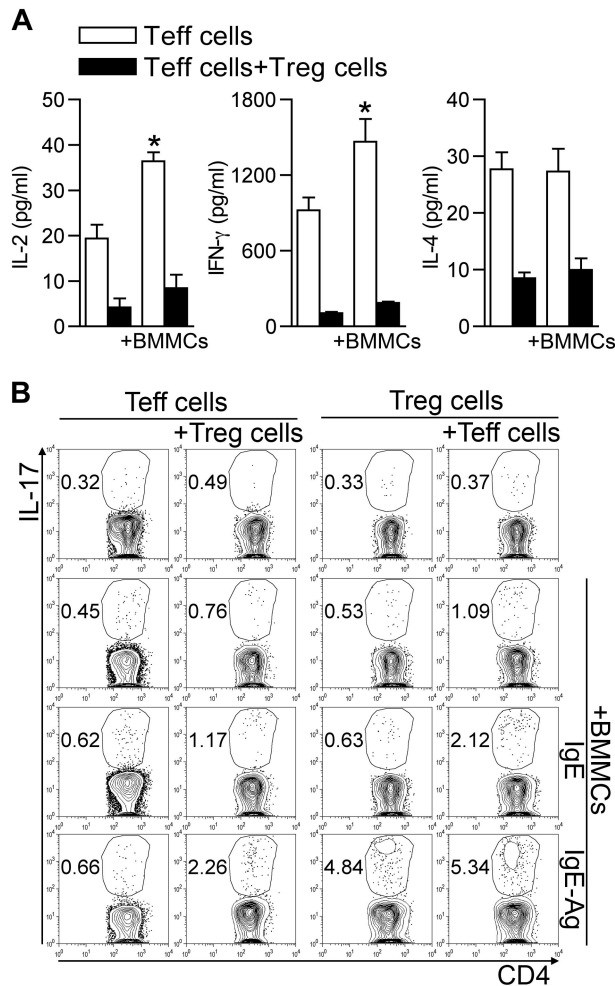 A
Teff cells
Teff cells+Treg cells
IL-2 (pg/ml)
50
40
30
20
10
0
*
+BMMCs
IFN-γ (pg/ml)
1800
1200
600
0
*
+BMMCs
IL-4 (pg/ml)
40
30
20
10
0
+BMMCs
B
Teff cells Treg cells
+Treg cells +Teff cells
IL-17
0.32 0.49 0.33 0.37
0.45 0.76 0.53 1.09
0.62 1.17 0.63 2.12
0.66 2.26 4.84 5.34
+BMMCs
IgE
IgE-Ag
CD4